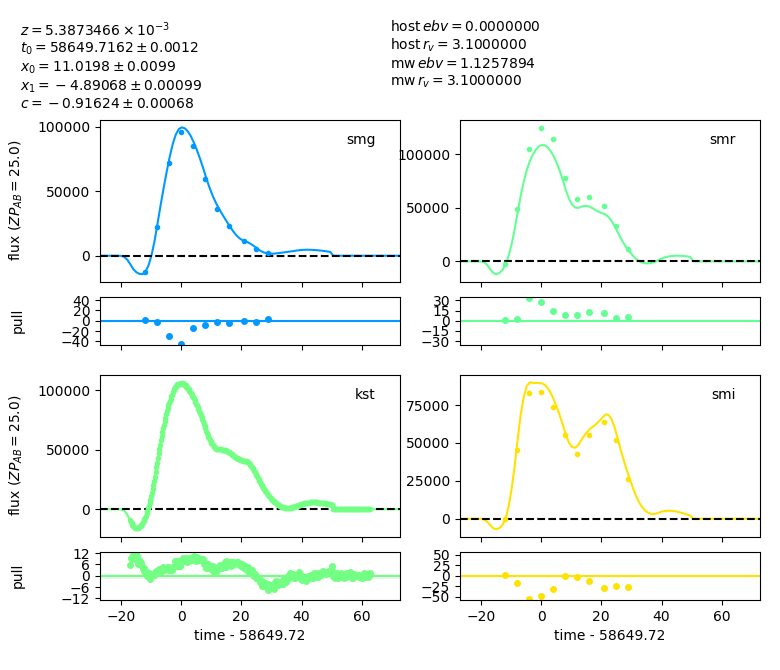 z = 5.3873466 × 10⁻³
t₀ = 58649.7162 ± 0.0012
x₀ = 11.0198 ± 0.0099
x₁ = −4.89068 ± 0.00099
c = −0.91624 ± 0.00068
host ebv = 0.0000000
host r_v = 3.1000000
mw ebv = 1.1257894
mw r_v = 3.1000000
flux (ZP_AB = 25.0)
100000
50000
0
smg
100000
50000
0
smr
pull
40
20
0
−20
−40
30
15
0
−15
−30
flux (ZP_AB = 25.0)
100000
50000
0
kst
75000
50000
25000
0
smi
pull
12
6
0
−6
−12
50
25
0
−25
−50
−20 0 20 40 60
−20 0 20 40 60
time - 58649.72
time - 58649.72